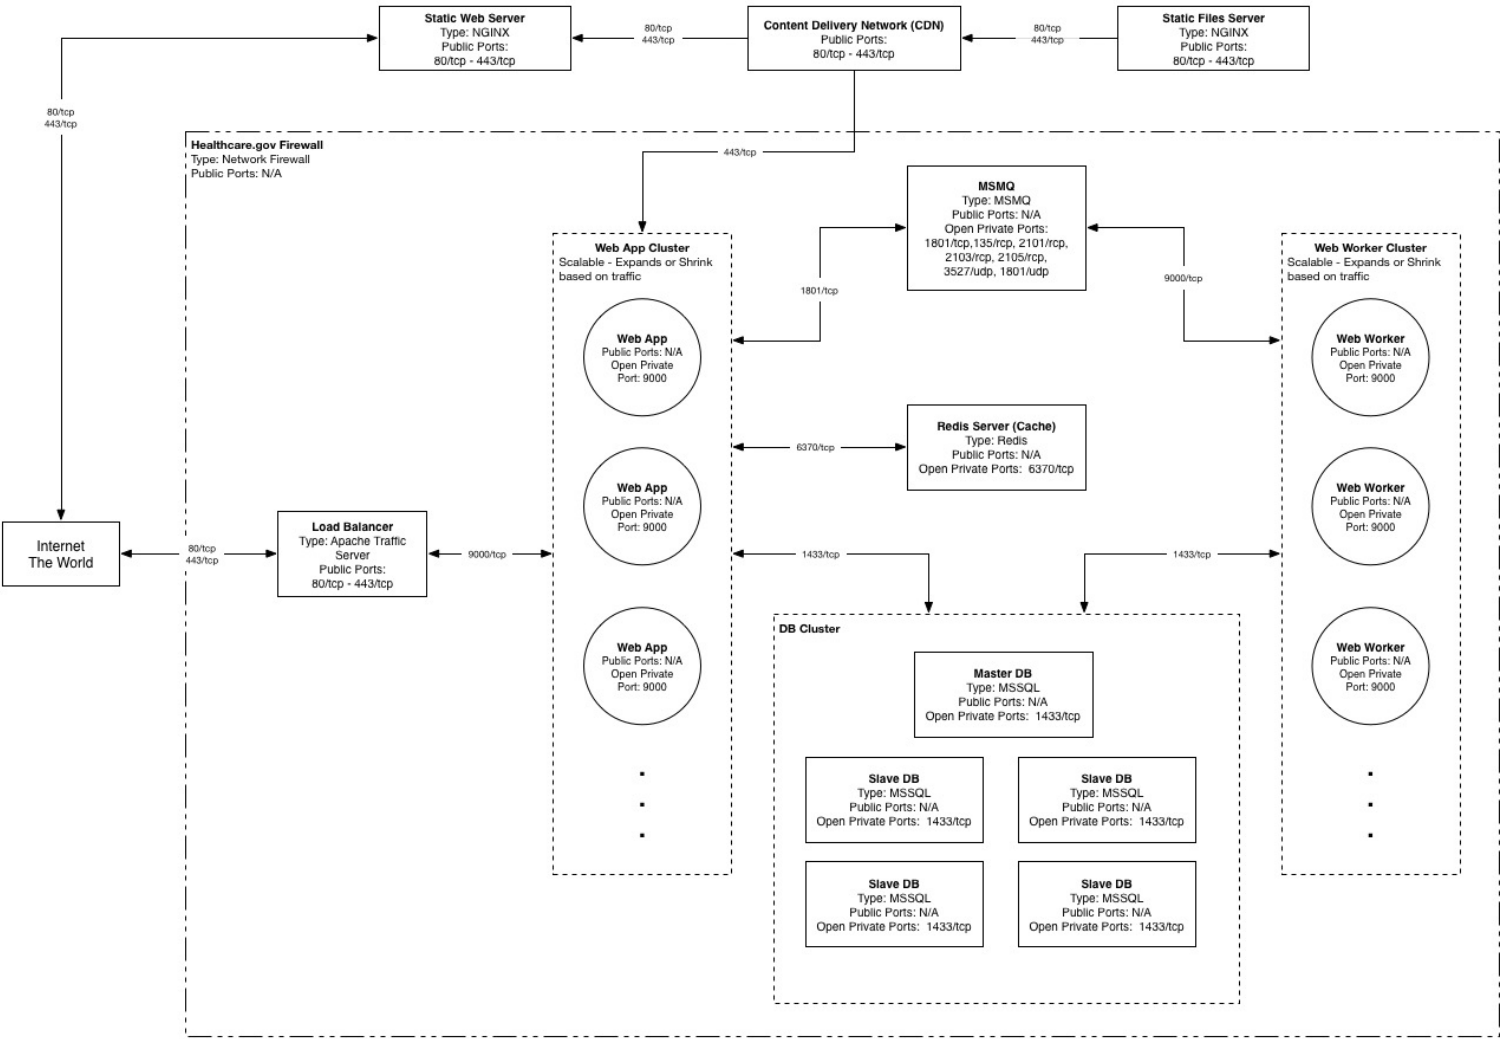 Static Web Server
Type: NGINX
Public Ports:
80/tcp - 443/tcp
80/tcp
443/tcp
Content Delivery Network (CDN)
Public Ports:
80/tcp - 443/tcp
80/tcp
443/tcp
Static Files Server
Type: NGINX
Public Ports:
80/tcp - 443/tcp
80/tcp
443/tcp
Healthcare.gov Firewall
Type: Network Firewall
Public Ports: N/A
443/tcp
MSMQ
Type: MSMQ
Public Ports: N/A
Open Private Ports:
1801/tcp,135/rcp, 2101/rcp,
2103/rcp, 2105/rcp,
3527/udp, 1801/udp
1801/tcp
9000/tcp
Web App Cluster
Scalable - Expands or Shrink
based on traffic
Web App
Public Ports: N/A
Open Private
Port: 9000
Web App
Public Ports: N/A
Open Private
Port: 9000
Web App
Public Ports: N/A
Open Private
Port: 9000
Web Worker Cluster
Scalable - Expands or Shrink
based on traffic
Web Worker
Public Ports: N/A
Open Private
Port: 9000
Web Worker
Public Ports: N/A
Open Private
Port: 9000
Web Worker
Public Ports: N/A
Open Private
Port: 9000
Redis Server (Cache)
Type: Redis
Public Ports: N/A
Open Private Ports: 6370/tcp
6370/tcp
Internet
The World
80/tcp
443/tcp
Load Balancer
Type: Apache Traffic
Server
Public Ports:
80/tcp - 443/tcp
9000/tcp
1433/tcp
1433/tcp
DB Cluster
Master DB
Type: MSSQL
Public Ports: N/A
Open Private Ports: 1433/tcp
Slave DB
Type: MSSQL
Public Ports: N/A
Open Private Ports: 1433/tcp
Slave DB
Type: MSSQL
Public Ports: N/A
Open Private Ports: 1433/tcp
Slave DB
Type: MSSQL
Public Ports: N/A
Open Private Ports: 1433/tcp
Slave DB
Type: MSSQL
Public Ports: N/A
Open Private Ports: 1433/tcp